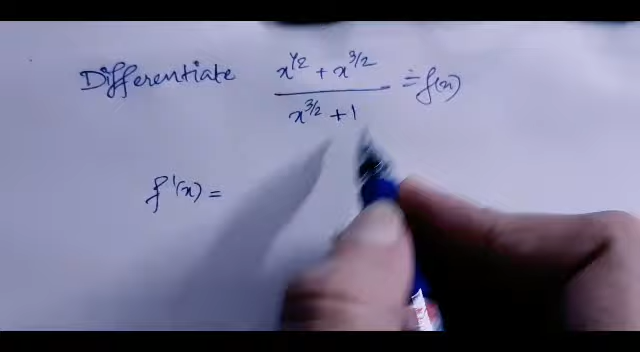 Differentiate x^{1/2} + x^{3/2} / x^{3/2} + 1 = f(x)
f'(x) =